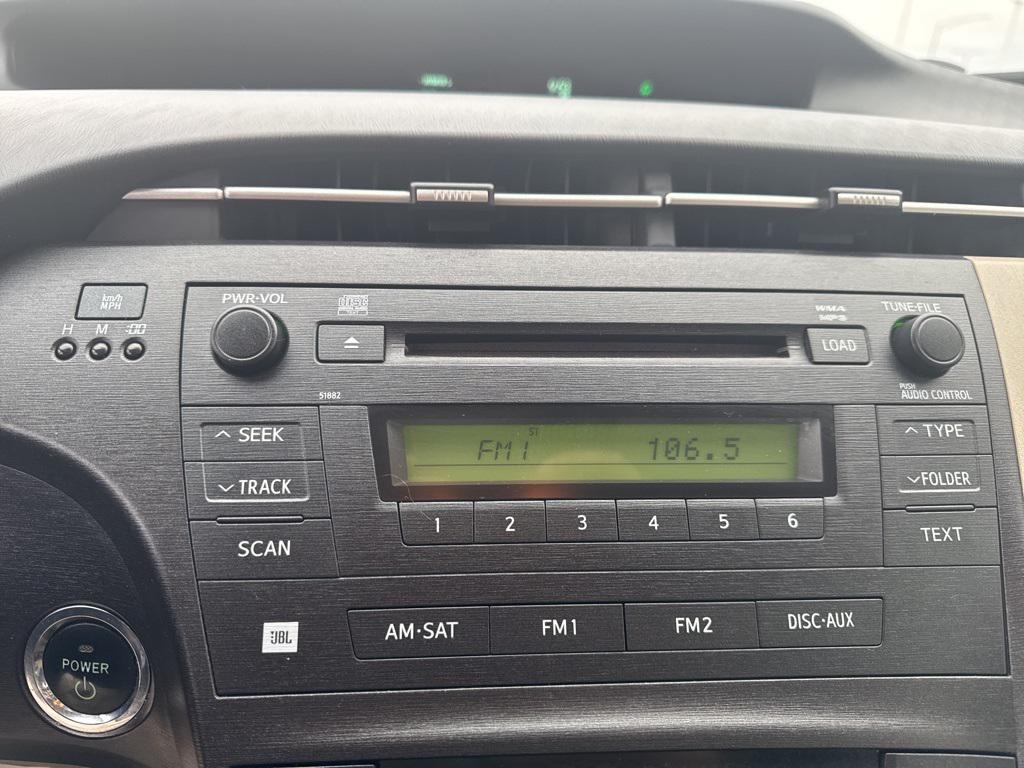 km/h
MPH
H M :00
PWR·VOL
disc
TEXT
WMA
MP3
TUNE·FILE
LOAD
PUSH
AUDIO CONTROL
51882
SEEK
TRACK
SCAN
ST
FM1 106.5
1 2 3 4 5 6
TYPE
FOLDER
TEXT
JBL
AM·SAT FM1 FM2 DISC·AUX
POWER